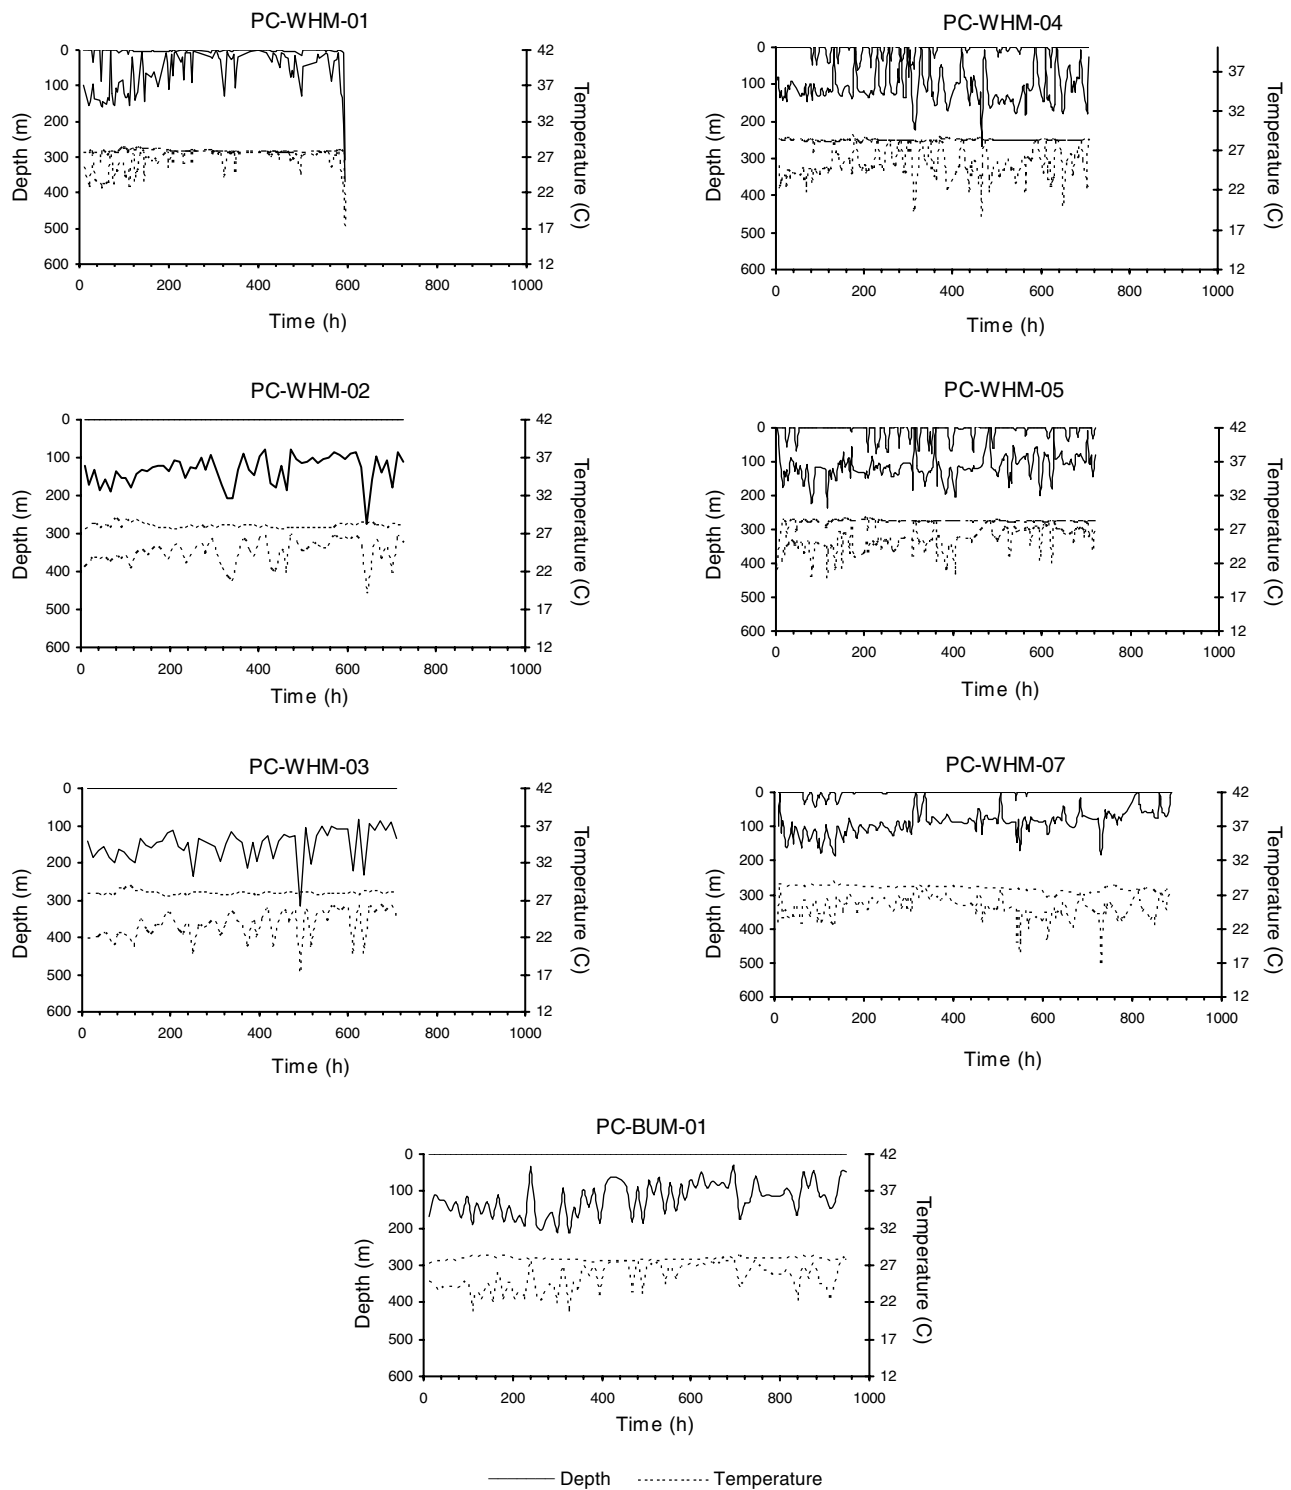 PC-WHM-01
0
100
200
300
400
500
600
Depth (m)
42
37
32
27
22
17
12
Temperature (C)
0 200 400 600 800 1000
Time (h)
PC-WHM-04
0
100
200
300
400
500
600
Depth (m)
37
32
27
22
17
12
Temperature (C)
0 200 400 600 800 1000
Time (h)
PC-WHM-02
0
100
200
300
400
500
600
Depth (m)
42
37
32
27
22
17
12
Temperature (C)
0 200 400 600 800 1000
Time (h)
PC-WHM-05
0
100
200
300
400
500
600
Depth (m)
42
37
32
27
22
17
12
Temperature (C)
0 200 400 600 800 1000
Time (h)
PC-WHM-03
0
100
200
300
400
500
600
Depth (m)
42
37
32
27
22
17
12
Temperature (C)
0 200 400 600 800 1000
Time (h)
PC-WHM-07
0
100
200
300
400
500
600
Depth (m)
42
37
32
27
22
17
12
Temperature (C)
0 200 400 600 800 1000
Time (h)
PC-BUM-01
0
100
200
300
400
500
600
Depth (m)
42
37
32
27
22
17
12
Temperature (C)
0 200 400 600 800 1000
Time (h)
Depth Temperature